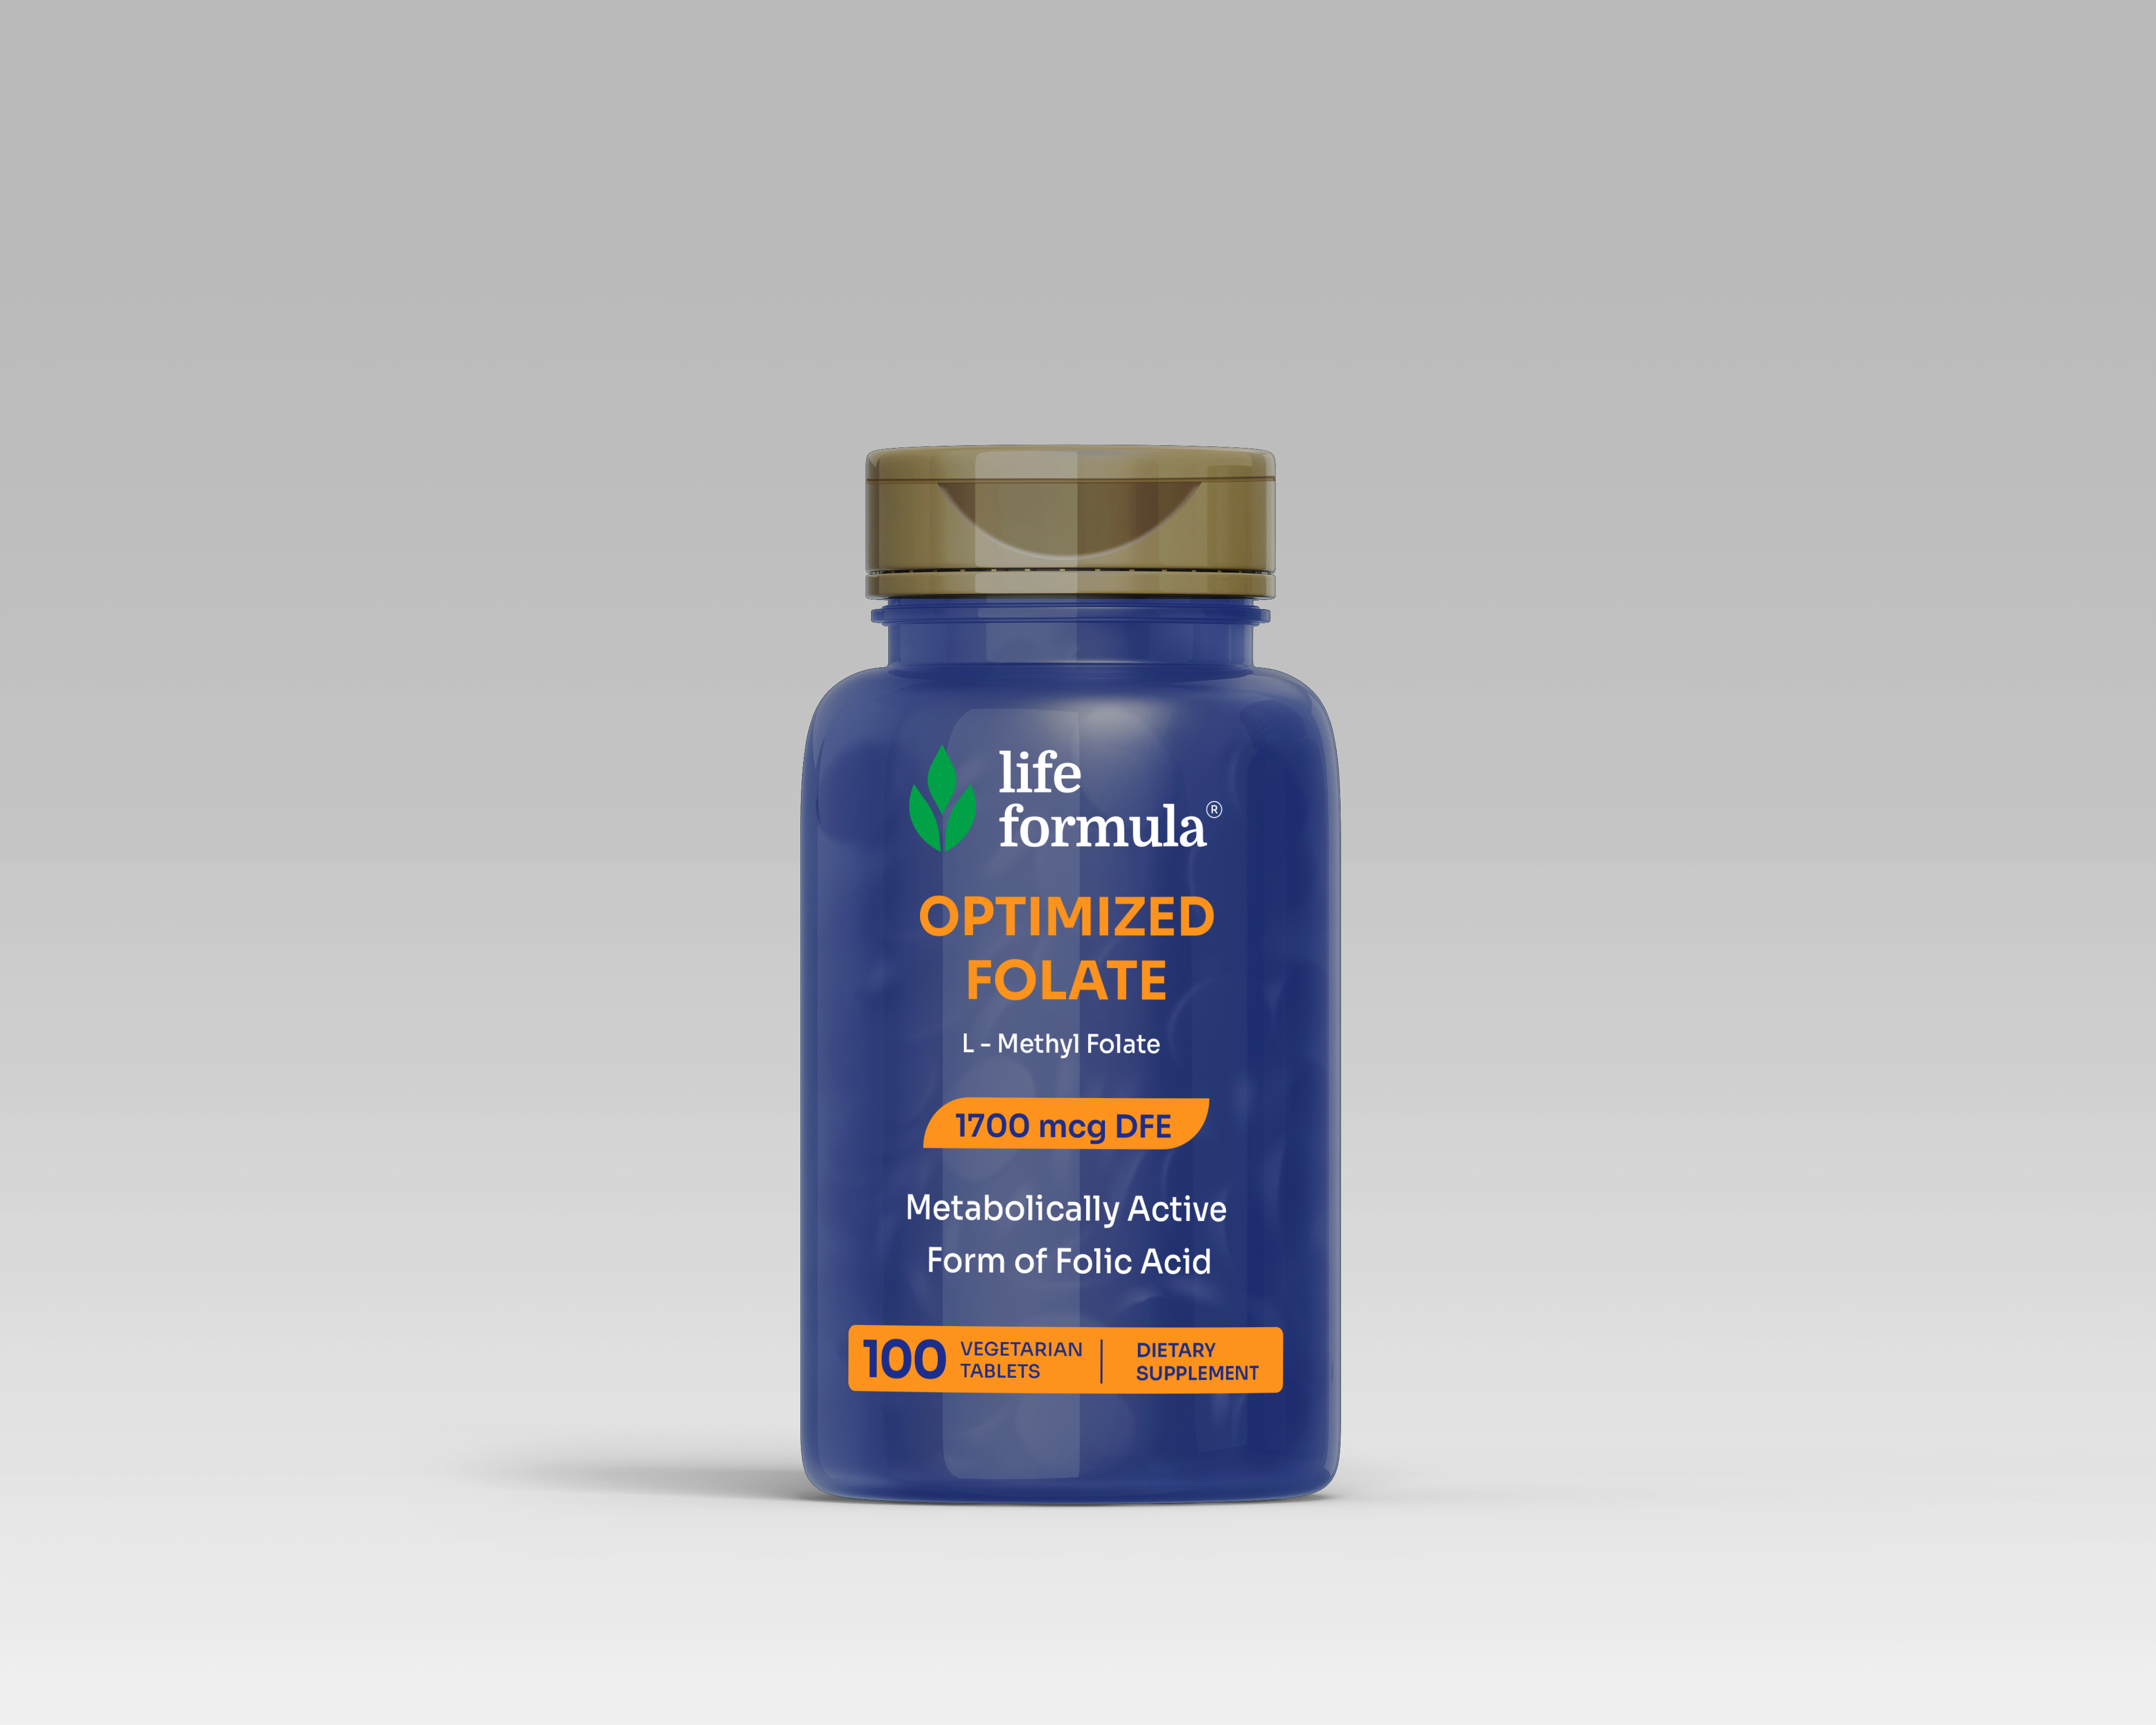 life
formula®
OPTIMIZED
FOLATE
L - Methyl Folate
1700 mcg DFE
Metabolically Active
Form of Folic Acid
100 VEGETARIAN TABLETS | DIETARY SUPPLEMENT